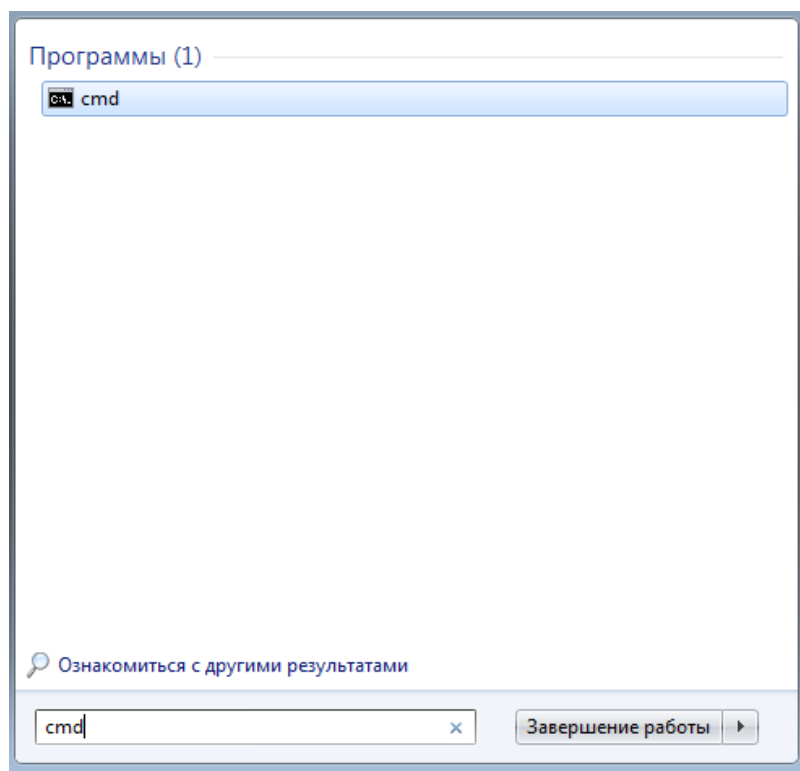 Программы (1)
cmd
Ознакомиться с другими результатами
cmd
Завершение работы